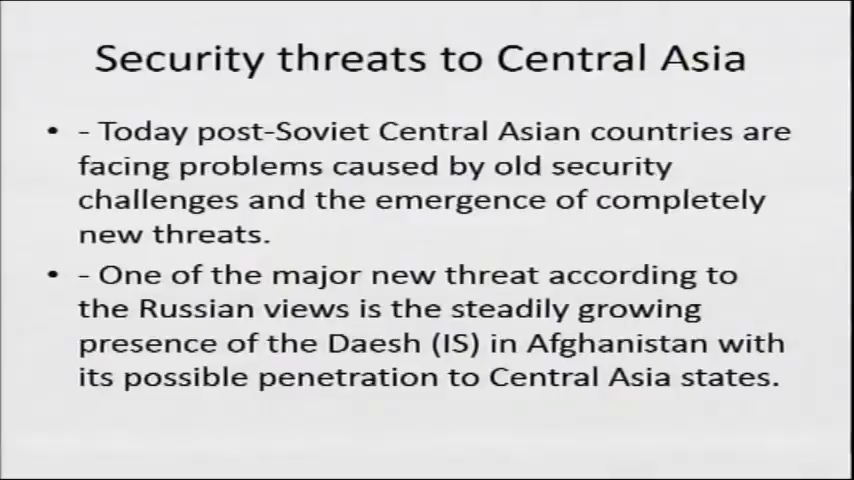 Security threats to Central Asia
• - Today post-Soviet Central Asian countries are
facing problems caused by old security
challenges and the emergence of completely
new threats.
• - One of the major new threat according to
the Russian views is the steadily growing
presence of the Daesh (IS) in Afghanistan with
its possible penetration to Central Asia states.